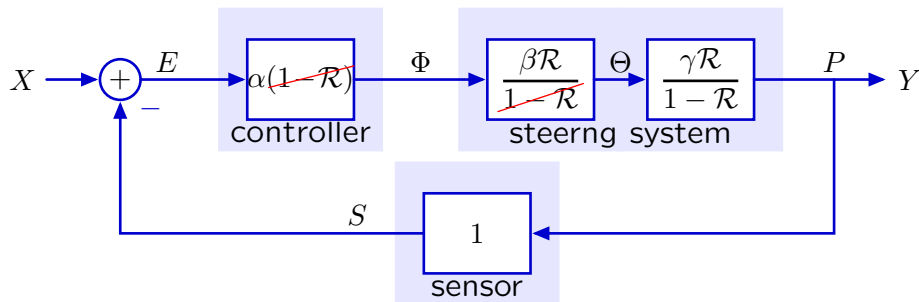 X + E α(1 − R) Φ βR / 1 − R Θ γR / 1 − R P Y
−
controller steerng system
S 1
sensor